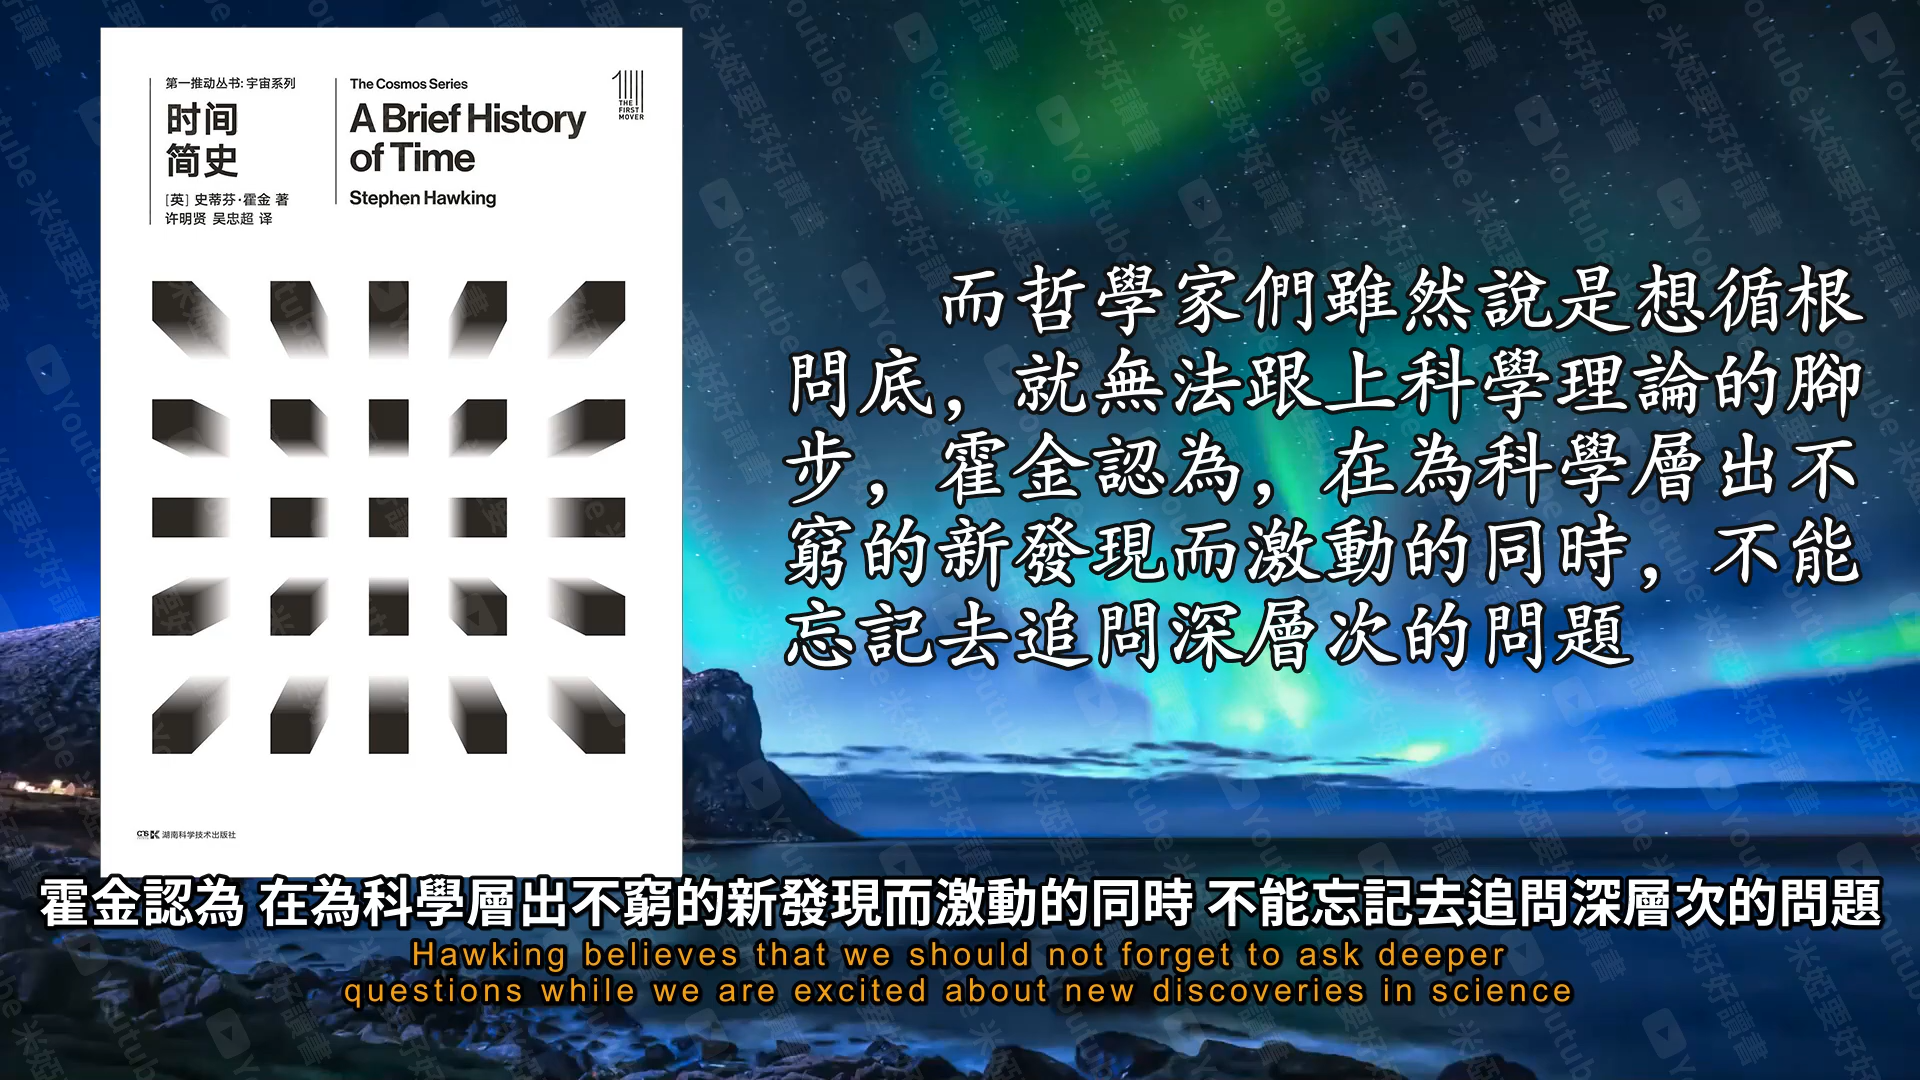 第一推动丛书: 宇宙系列
时间
简史
[英] 史蒂芬·霍金 著
许明贤 吴忠超 译
The Cosmos Series
A Brief History
of Time
Stephen Hawking
THE
FIRST
MOVER
湖南科学技术出版社
而哲學家們雖然說是想循根
問底，就無法跟上科學理論的腳
步，霍金認為，在為科學層出不
窮的新發現而激動的同時，不能
忘記去追問深層次的問題
霍金認為 在為科學層出不窮的新發現而激動的同時 不能忘記去追問深層次的問題
Hawking believes that we should not forget to ask deeper
questions while we are excited about new discoveries in science
Youtube 米婭要好好讀書